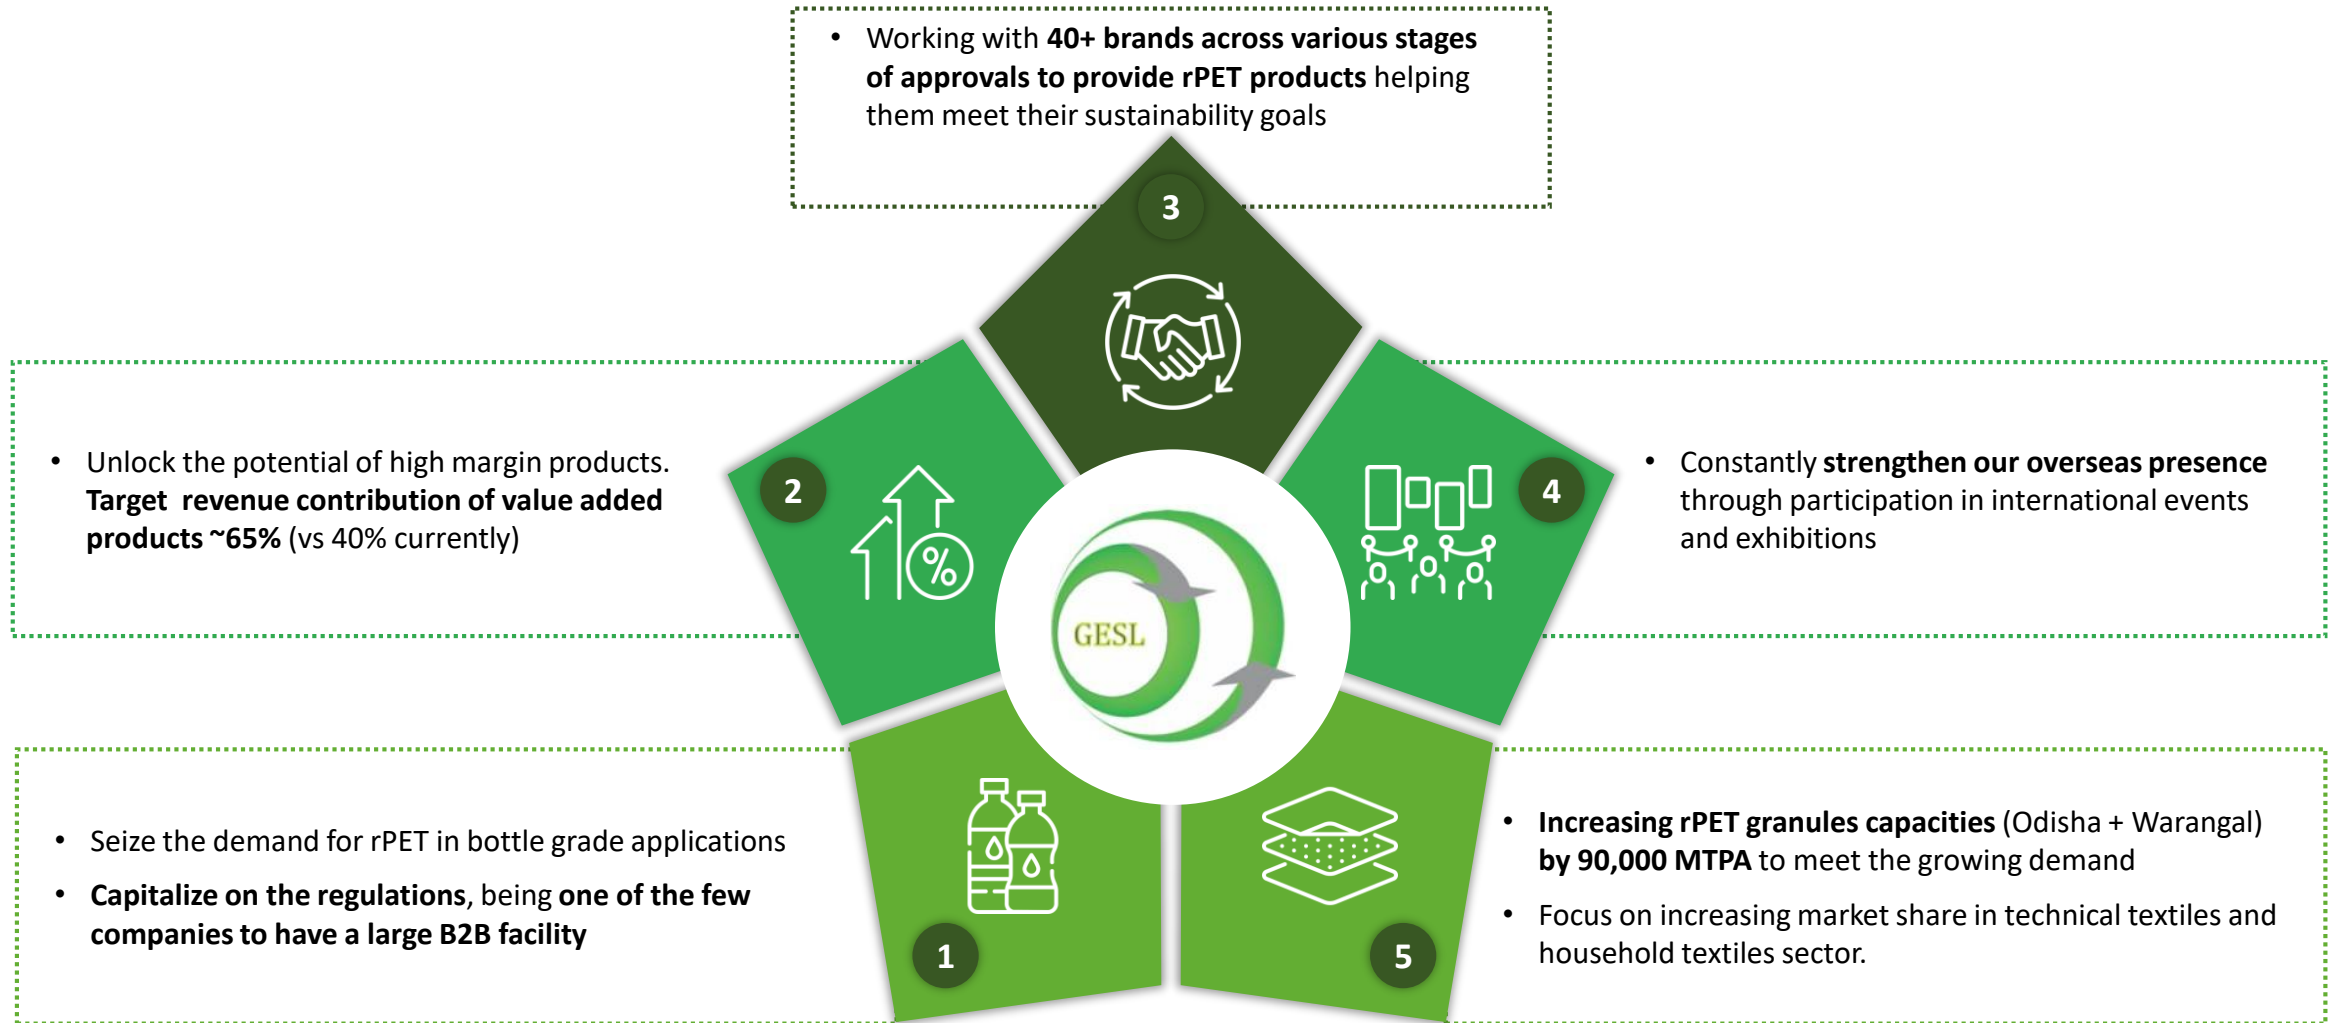 • Working with 40+ brands across various stages
of approvals to provide rPET products helping
them meet their sustainability goals
3
• Unlock the potential of high margin products.
Target  revenue contribution of value added
products ~65% (vs 40% currently)
2
%
4
• Constantly strengthen our overseas presence
through participation in international events
and exhibitions
GESL
• Seize the demand for rPET in bottle grade applications
• Capitalize on the regulations, being one of the few
companies to have a large B2B facility
1
5
• Increasing rPET granules capacities (Odisha + Warangal)
by 90,000 MTPA to meet the growing demand
• Focus on increasing market share in technical textiles and
household textiles sector.